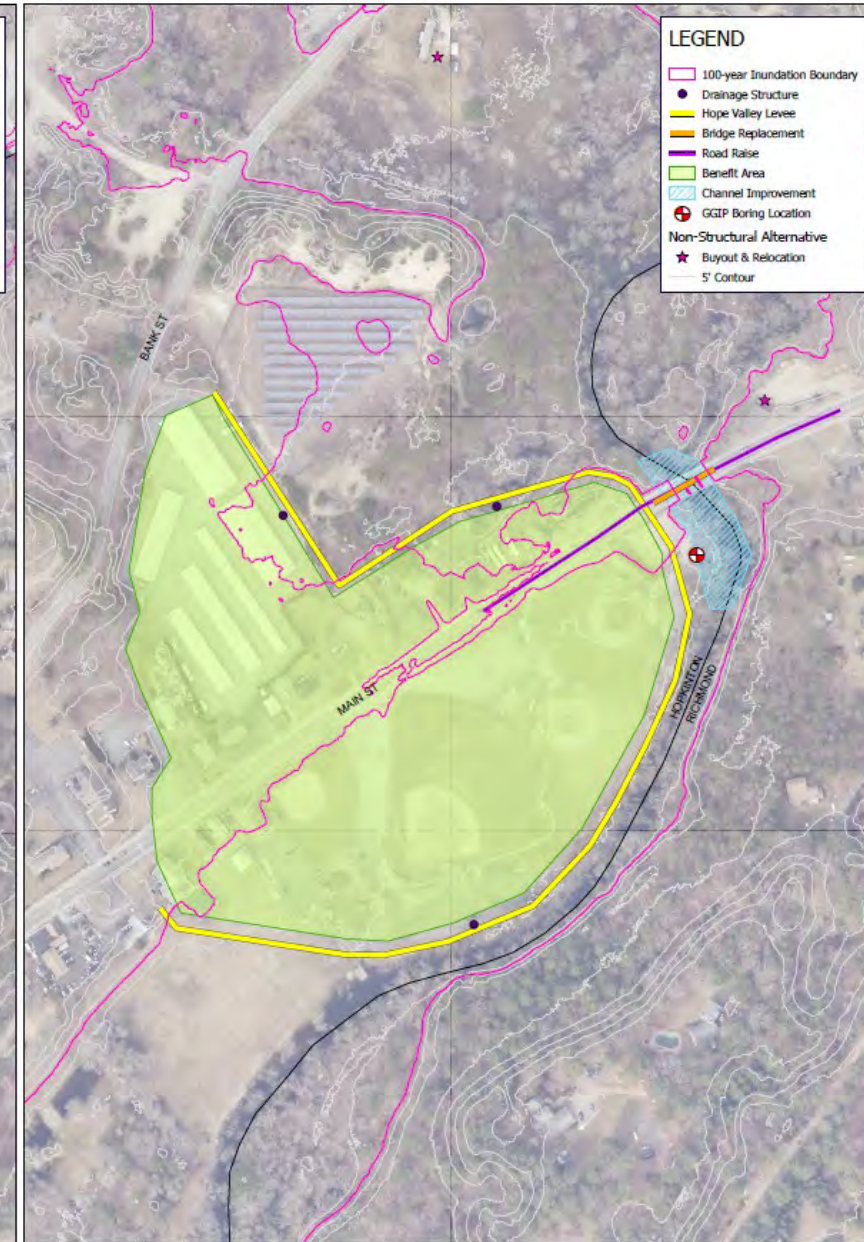 LEGEND
100-year Inundation Boundary
Drainage Structure
Hope Valley Levee
Bridge Replacement
Road Raise
Benefit Area
Channel Improvement
GGIP Boring Location
Non-Structural Alternative
Buyout & Relocation
5' Contour
BANK ST
MAIN ST
HOPKINTON
RICHMOND